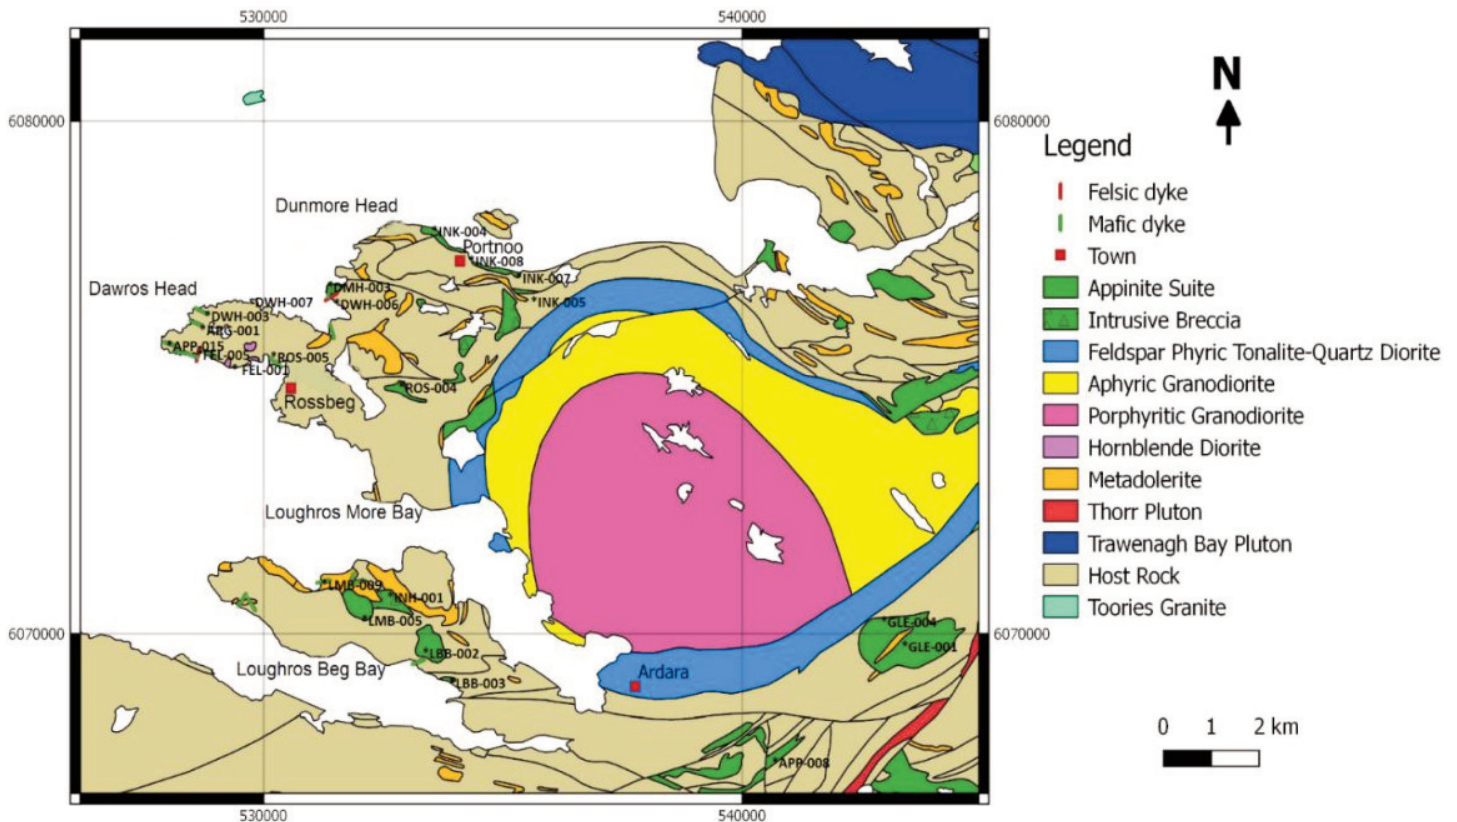 530000
540000
6080000
6080000
N
Legend
Felsic dyke
Mafic dyke
Town
Appinite Suite
Intrusive Breccia
Feldspar Phyric Tonalite-Quartz Diorite
Aphyric Granodiorite
Porphyritic Granodiorite
Hornblende Diorite
Metadolerite
Thorr Pluton
Trawenagh Bay Pluton
Host Rock
Toories Granite
Dunmore Head
INK-004
Portnoo
INK-008
INK-007
Dawros Head
DMH-003
DWH-007
DWH-006
INK-005
DWH-003
ARG-001
APP-015
FEL-005
ROS-005
FEL-001
ROS-004
Rossbeg
Loughros More Bay
LMB-009
INH-001
LMB-005
GLE-004
6070000
6070000
GLE-001
LBB-002
Loughros Beg Bay
Ardara
LBB-003
0 1 2 km
APP-008
530000
540000